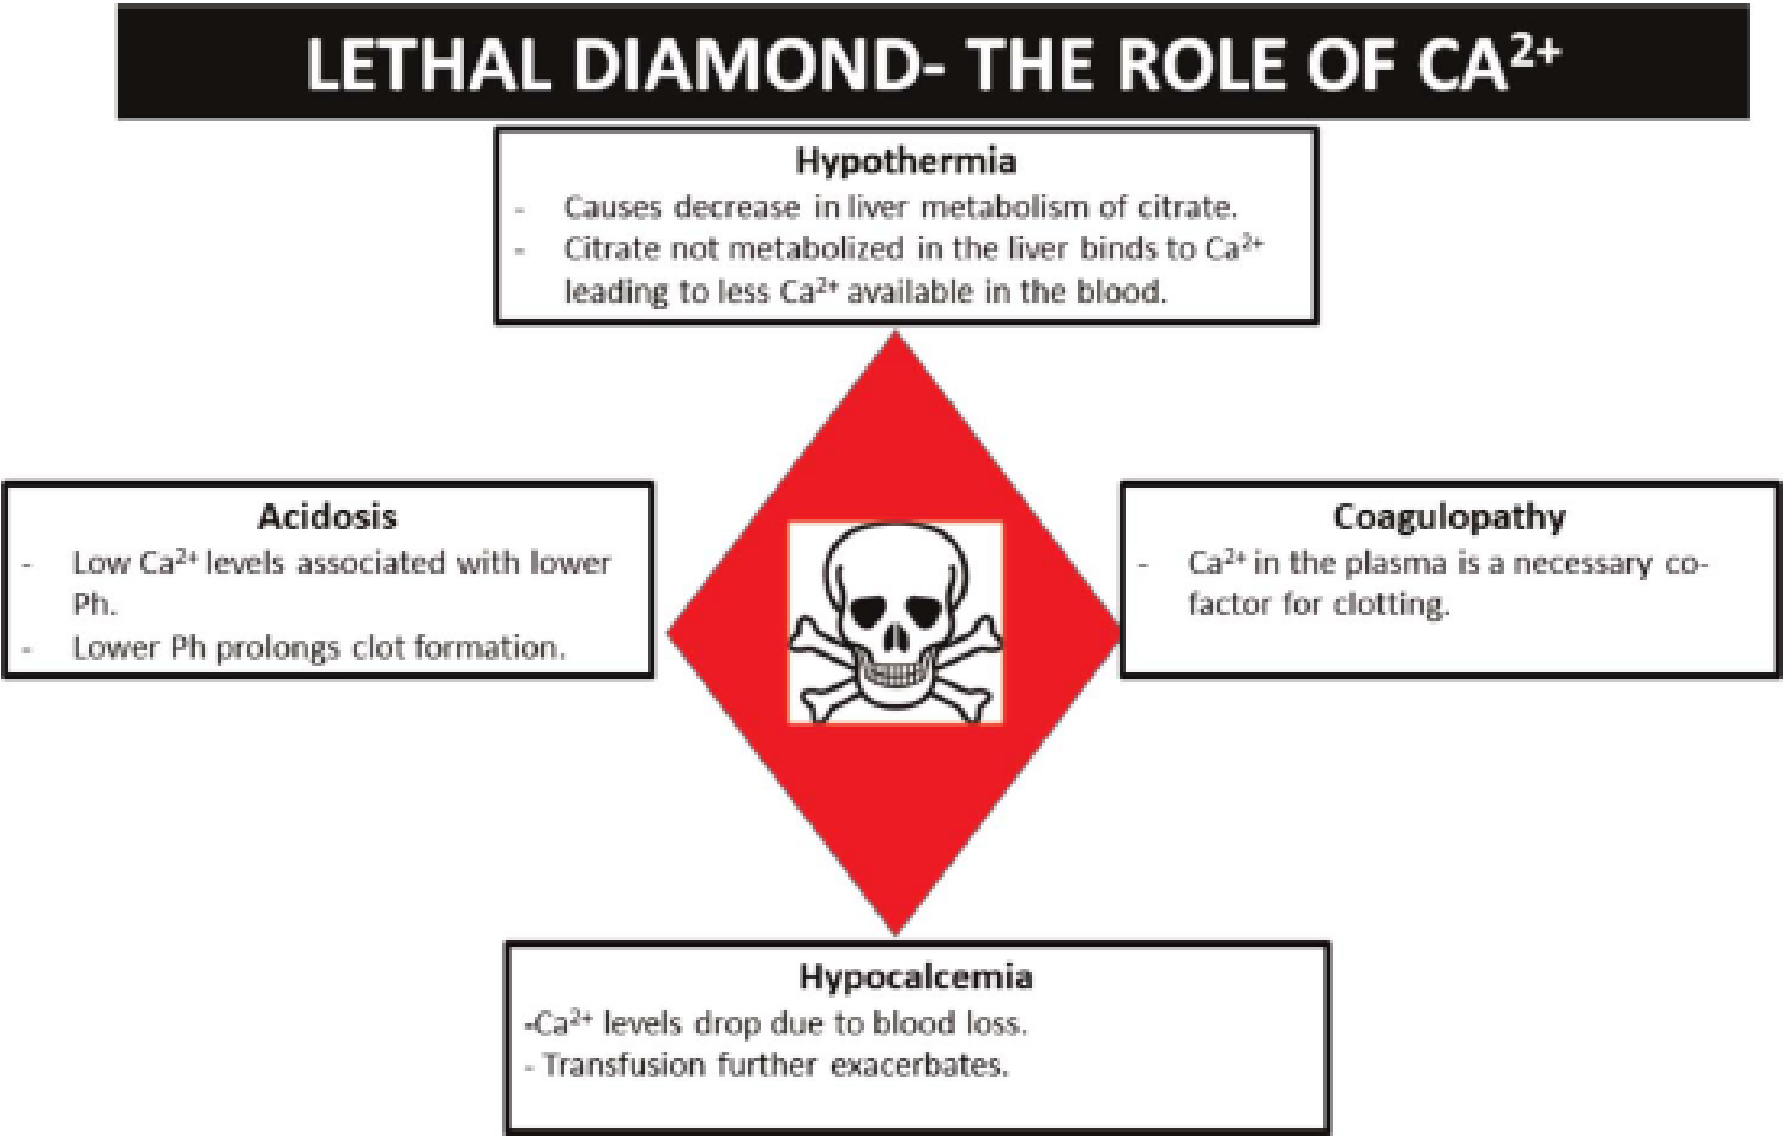 LETHAL DIAMOND- THE ROLE OF CA²⁺
Hypothermia
- Causes decrease in liver metabolism of citrate.
- Citrate not metabolized in the liver binds to Ca²⁺
leading to less Ca²⁺ available in the blood.
Acidosis
- Low Ca²⁺ levels associated with lower
Ph.
- Lower Ph prolongs clot formation.
Coagulopathy
- Ca²⁺ in the plasma is a necessary co-
factor for clotting.
Hypocalcemia
-Ca²⁺ levels drop due to blood loss.
- Transfusion further exacerbates.